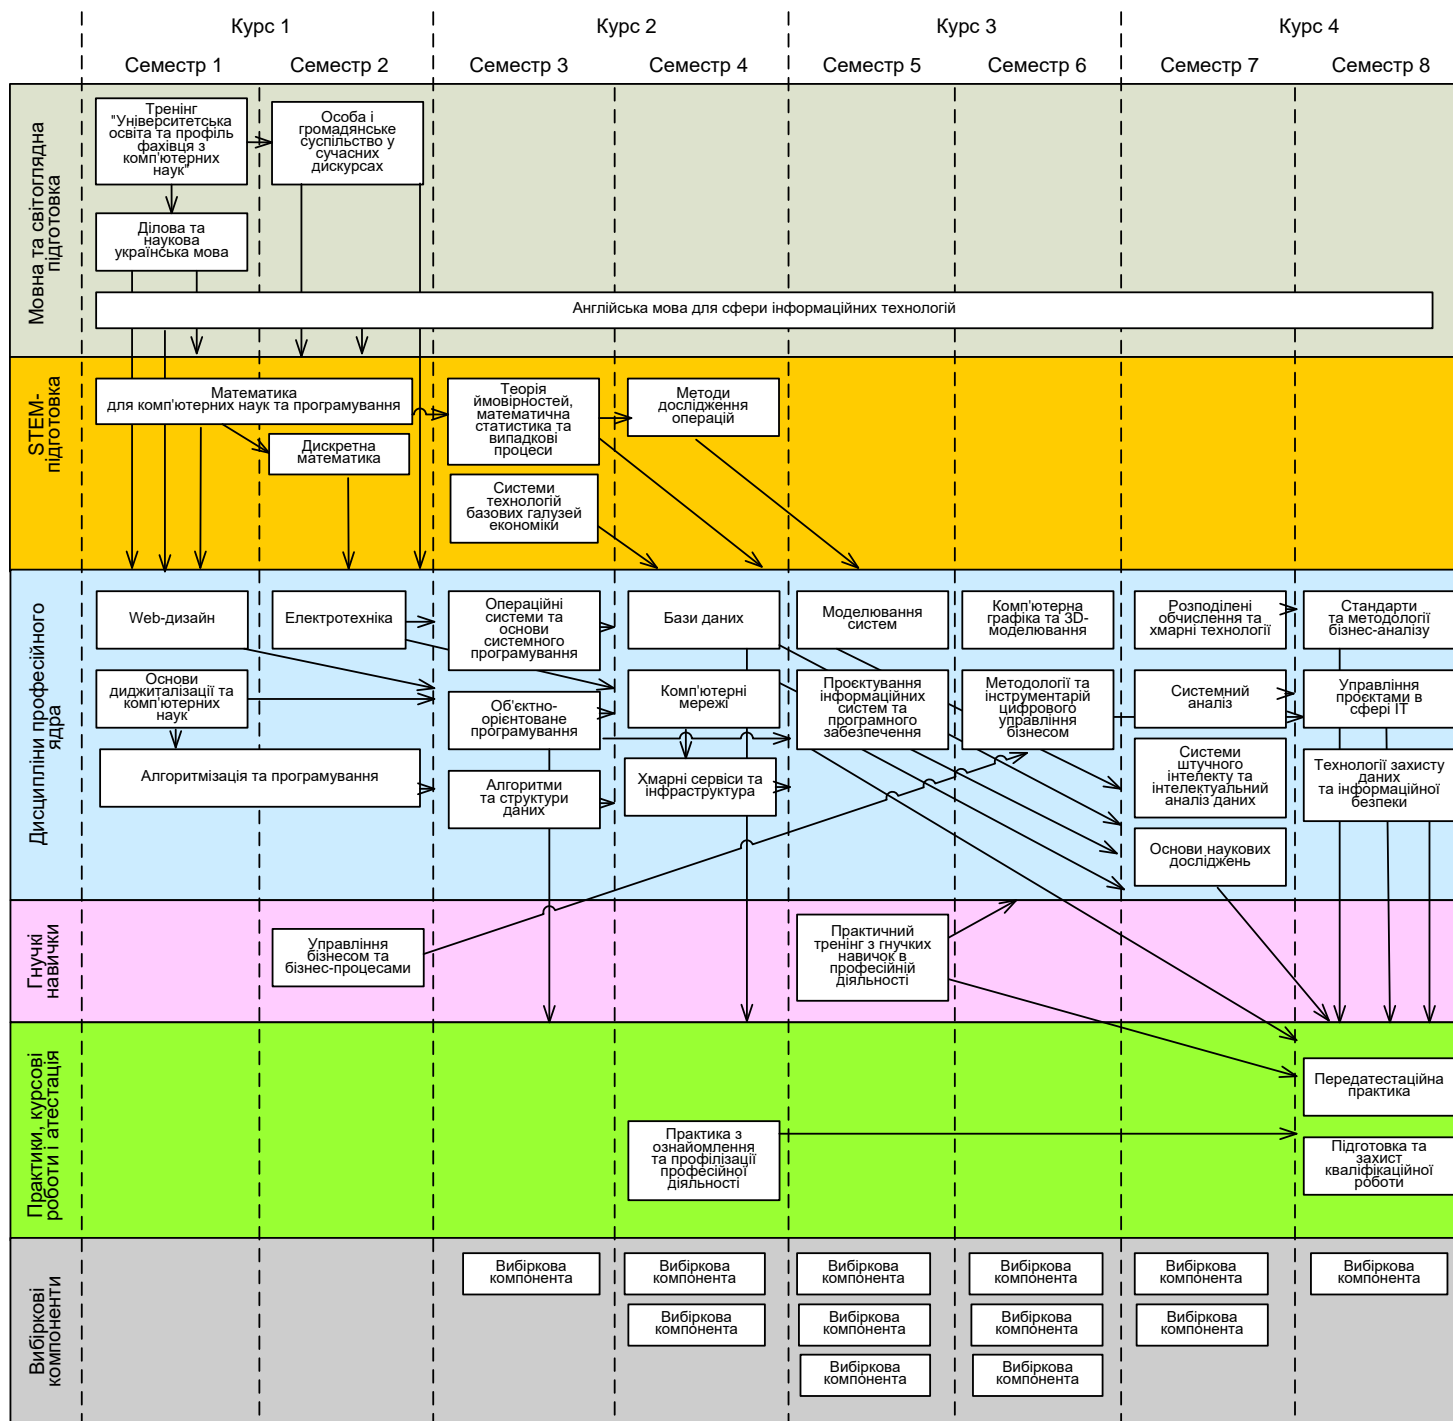 Курс 1
Курс 2
Курс 3
Курс 4
Семестр 1
Семестр 2
Семестр 3
Семестр 4
Семестр 5
Семестр 6
Семестр 7
Семестр 8
Мовна та світоглядна
підготовка
Тренінг
"Університетська
освіта та профіль
фахівця з
комп'ютерних
наук"
Особа і
громадянське
суспільство у
сучасних
дискурсах
Ділова та
наукова
українська мова
Англійська мова для сфери інформаційних технологій
STEM-
підготовка
Математика
для комп'ютерних наук та програмування
Дискретна
математика
Теорія
ймовірностей,
математична
статистика та
випадкові
процеси
Методи
дослідження
операцій
Системи
технологій
базових галузей
економіки
Дисципліни професійного
ядра
Web-дизайн
Електротехніка
Операційні
системи та
основи
системного
програмування
Бази даних
Моделювання
систем
Комп'ютерна
графіка та 3D-
моделювання
Розподілені
обчислення та
хмарні технології
Стандарти
та методології
бізнес-аналізу
Основи
диджиталізації та
комп'ютерних
наук
Об'єктно-
орієнтоване
програмування
Комп'ютерні
мережі
Проєктування
інформаційних
систем та
програмного
забезпечення
Методології та
інструментарій
цифрового
управління
бізнесом
Системний
аналіз
Управління
проєктами в
сфері ІТ
Алгоритмізація та програмування
Алгоритми
та структури
даних
Хмарні сервіси та
інфраструктура
Системи
штучного
інтелекту та
інтелектуальний
аналіз даних
Технології захисту
даних
та інформаційної
безпеки
Основи наукових
досліджень
Гнучкі
навички
Управління
бізнесом та
бізнес-процесами
Практичний
тренінг з гнучких
навичок в
професійній
діяльності
Практики, курсові
роботи і атестація
Передатестаційна
практика
Практика з
ознайомлення
та профілізації
професійної
діяльності
Підготовка та
захист
кваліфікаційної
роботи
Вибіркові
компоненти
Вибіркова
компонента
Вибіркова
компонента
Вибіркова
компонента
Вибіркова
компонента
Вибіркова
компонента
Вибіркова
компонента
Вибіркова
компонента
Вибіркова
компонента
Вибіркова
компонента
Вибіркова
компонента
Вибіркова
компонента
Вибіркова
компонента